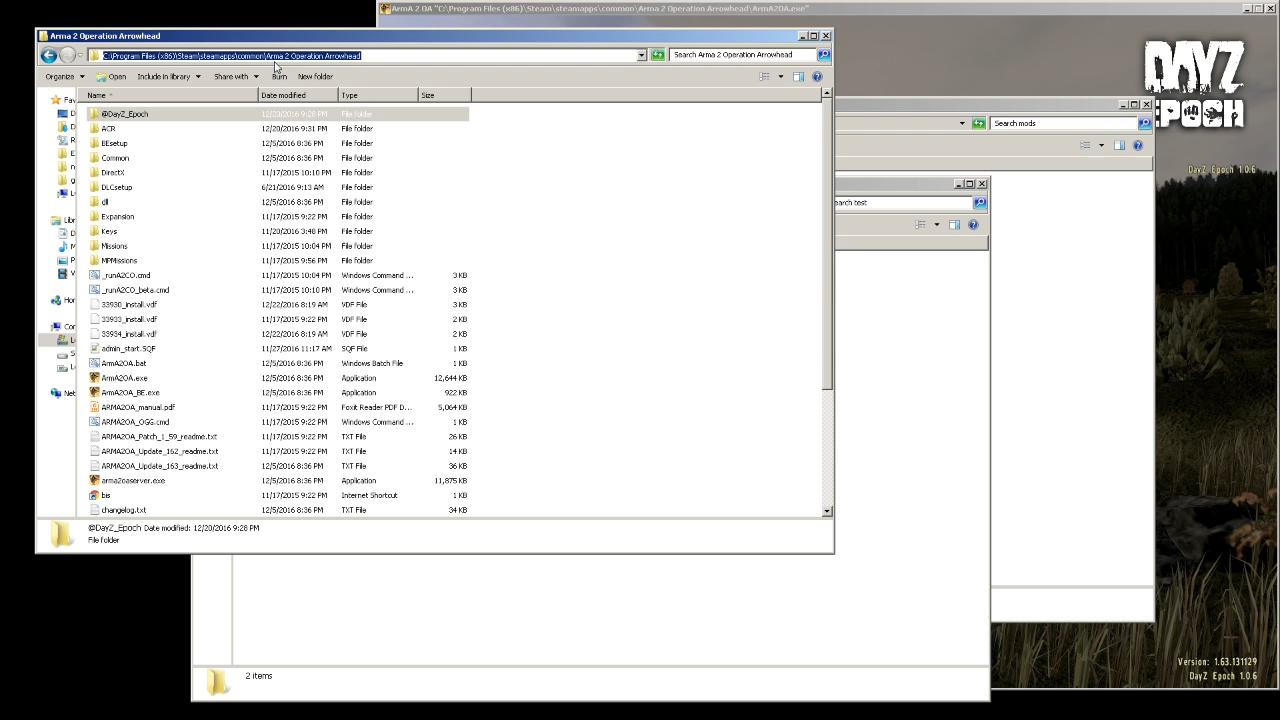 ArmA 2 OA "C:\Program Files (x86)\Steam\steamapps\common\Arma 2 Operation Arrowhead\ArmA2OA.exe"
Arma 2 Operation Arrowhead
C:\Program Files (x86)\Steam\steamapps\common\Arma 2 Operation Arrowhead
Search Arma 2 Operation Arrowhead
Organize Open Include in library Share with Burn New folder
Name Date modified Type Size
Fav
@DayZ_Epoch 12/20/2016 9:28 PM File folder
ACR 12/20/2016 9:31 PM File folder
BEsetup 12/5/2016 8:36 PM File folder
Common 12/5/2016 8:36 PM File folder
DirectX 11/17/2015 10:10 PM File folder
DLCsetup 6/21/2016 9:13 AM File folder
dll 12/5/2016 8:36 PM File folder
Expansion 11/17/2015 9:22 PM File folder
Libr
Keys 11/20/2016 3:48 PM File folder
Missions 11/17/2015 10:04 PM File folder
MPMissions 11/17/2015 9:56 PM File folder
_runA2CO.cmd 11/17/2015 10:04 PM Windows Command ... 3 KB
_runA2CO_beta.cmd 11/17/2015 10:10 PM Windows Command ... 3 KB
Hor
33930_install.vdf 12/22/2016 8:19 AM VDF File 3 KB
33933_install.vdf 11/17/2015 9:22 PM VDF File 2 KB
Cor
33934_install.vdf 12/22/2016 8:19 AM VDF File 2 KB
admin_start.SQF 11/27/2016 11:17 AM SQF File 1 KB
ArmA2OA.bat 12/5/2016 8:36 PM Windows Batch File 1 KB
ArmA2OA.exe 12/5/2016 8:36 PM Application 12,644 KB
Net
ArmA2OA_BE.exe 12/5/2016 8:36 PM Application 922 KB
ARMA2OA_manual.pdf 11/17/2015 9:22 PM Foxit Reader PDF D... 5,064 KB
ARMA2OA_OGG.cmd 11/17/2015 9:22 PM Windows Command ... 1 KB
ARMA2OA_Patch_1_59_readme.txt 11/17/2015 9:22 PM TXT File 26 KB
ARMA2OA_Update_162_readme.txt 11/17/2015 9:22 PM TXT File 14 KB
ARMA2OA_Update_163_readme.txt 12/5/2016 8:36 PM TXT File 36 KB
arma2oaserver.exe 12/5/2016 8:36 PM Application 11,875 KB
bis 11/17/2015 9:22 PM Internet Shortcut 1 KB
changelog.txt 12/5/2016 8:36 PM TXT File 34 KB
@DayZ_Epoch Date modified: 12/20/2016 9:28 PM
File folder
Search mods
earch test
2 items
DAYZ
EPOCH
DayZ Epoch 1.0.6
Version: 1.63.131129
DayZ Epoch 1.0.6